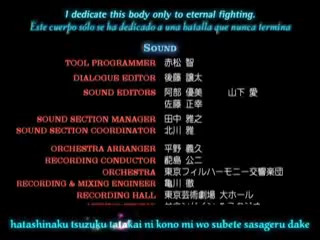 I dedicate this body only to eternal fighting.
Este cuerpo sólo se ha dedicado a una batalla que nunca termina
SOUND
TOOL PROGRAMMER 赤松 智
DIALOGUE EDITOR 後藤 譲太
SOUND EDITORS 阿部 優美 山下 愛
佐藤 正幸
SOUND SECTION MANAGER 田中 雅之
SOUND SECTION COORDINATOR 北川 雅
ORCHESTRA ARRANGER 平野 義久
RECORDING CONDUCTOR 館島 公二
ORCHESTRA 東京フィルハーモニー交響楽団
RECORDING & MIXING ENGINEER 亀川 徹
RECORDING HALL 東京芸術劇場 大ホール
hatashinaku tsuzuku tatakai ni kono mi wo subete sasageru dake